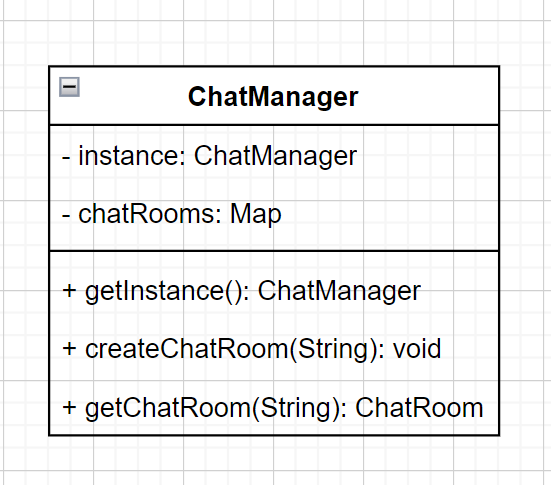 ChatManager
- instance: ChatManager
- chatRooms: Map
+ getInstance(): ChatManager
+ createChatRoom(String): void
+ getChatRoom(String): ChatRoom